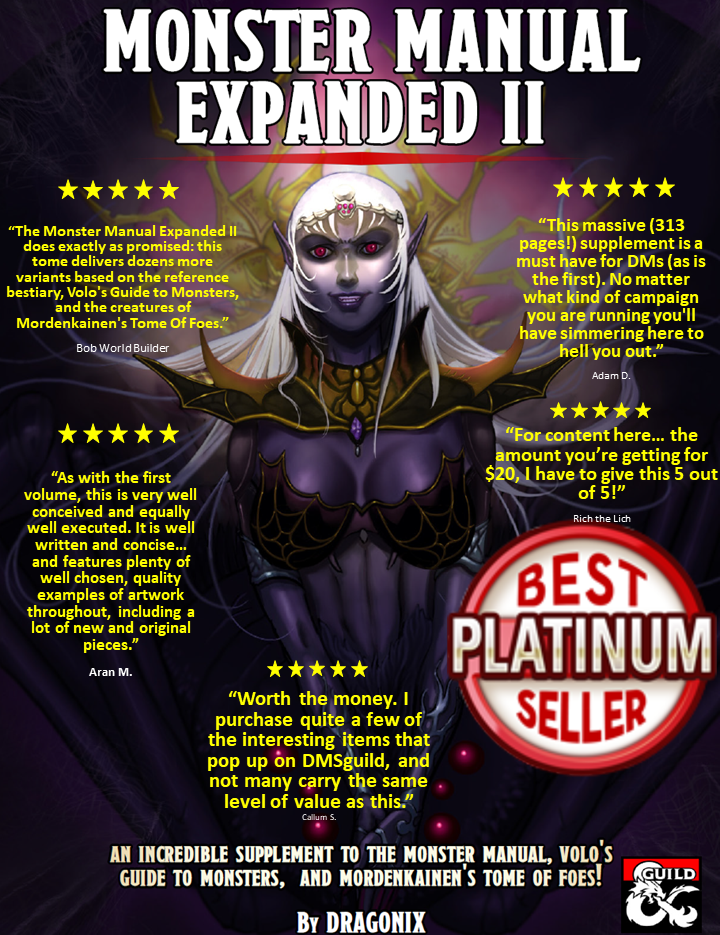 MONSTER MANUAL
EXPANDED II
★★★★★
“The Monster Manual Expanded II
does exactly as promised: this
tome delivers dozens more
variants based on the reference
bestiary, Volo's Guide to Monsters,
and the creatures of
Mordenkainen's Tome Of Foes.”
Bob World Builder
★★★★★
“This massive (313
pages!) supplement is a
must have for DMs (as is
the first). No matter
what kind of campaign
you are running you'll
have simmering here to
hell you out.”
Adam D.
★★★★★
“As with the first
volume, this is very well
conceived and equally
well executed. It is well
written and concise…
and features plenty of
well chosen, quality
examples of artwork
throughout, including a
lot of new and original
pieces.”
Aran M.
★★★★★
“For content here… the
amount you’re getting for
$20, I have to give this 5 out
of 5!”
Rich the Lich
BEST
PLATINUM
SELLER
★★★★★
“Worth the money. I
purchase quite a few of
the interesting items that
pop up on DMSguild, and
not many carry the same
level of value as this.”
Callum S.
AN INCREDIBLE SUPPLEMENT TO THE MONSTER MANUAL, VOLO'S
GUIDE TO MONSTERS, AND MORDENKAINEN'S TOME OF FOES!
By DRAGONIX
GUILD